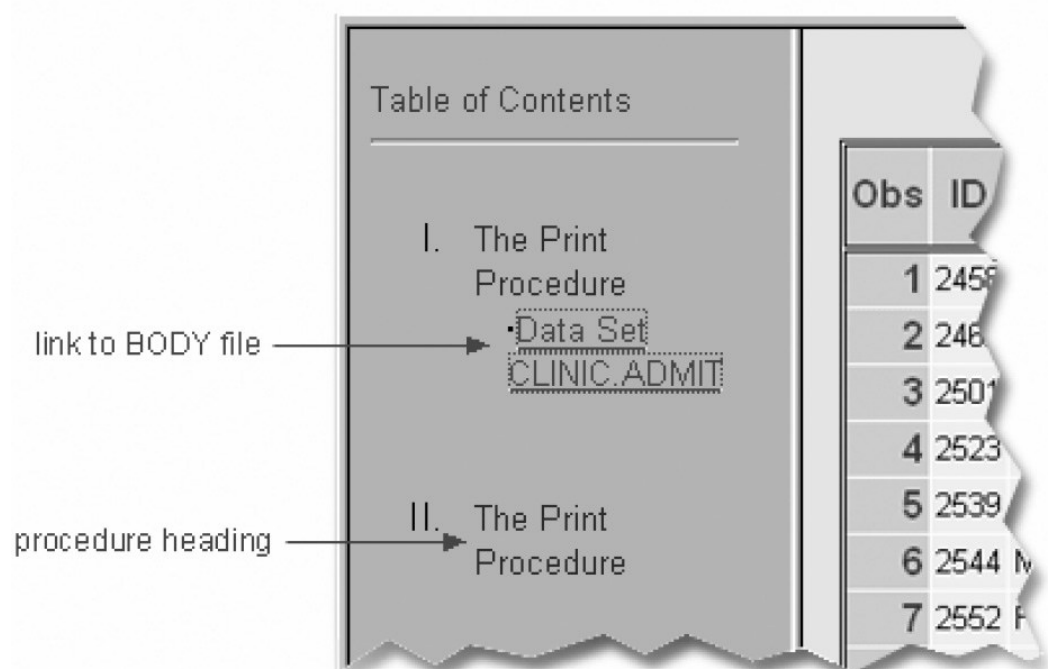 Table of Contents
I. The Print
Procedure
·Data Set
CLINIC.ADMIT
link to BODY file
II. The Print
Procedure
procedure heading
Obs ID
1 2458
2
3 2501
4 2523
5 2539
6 2544
7 2552